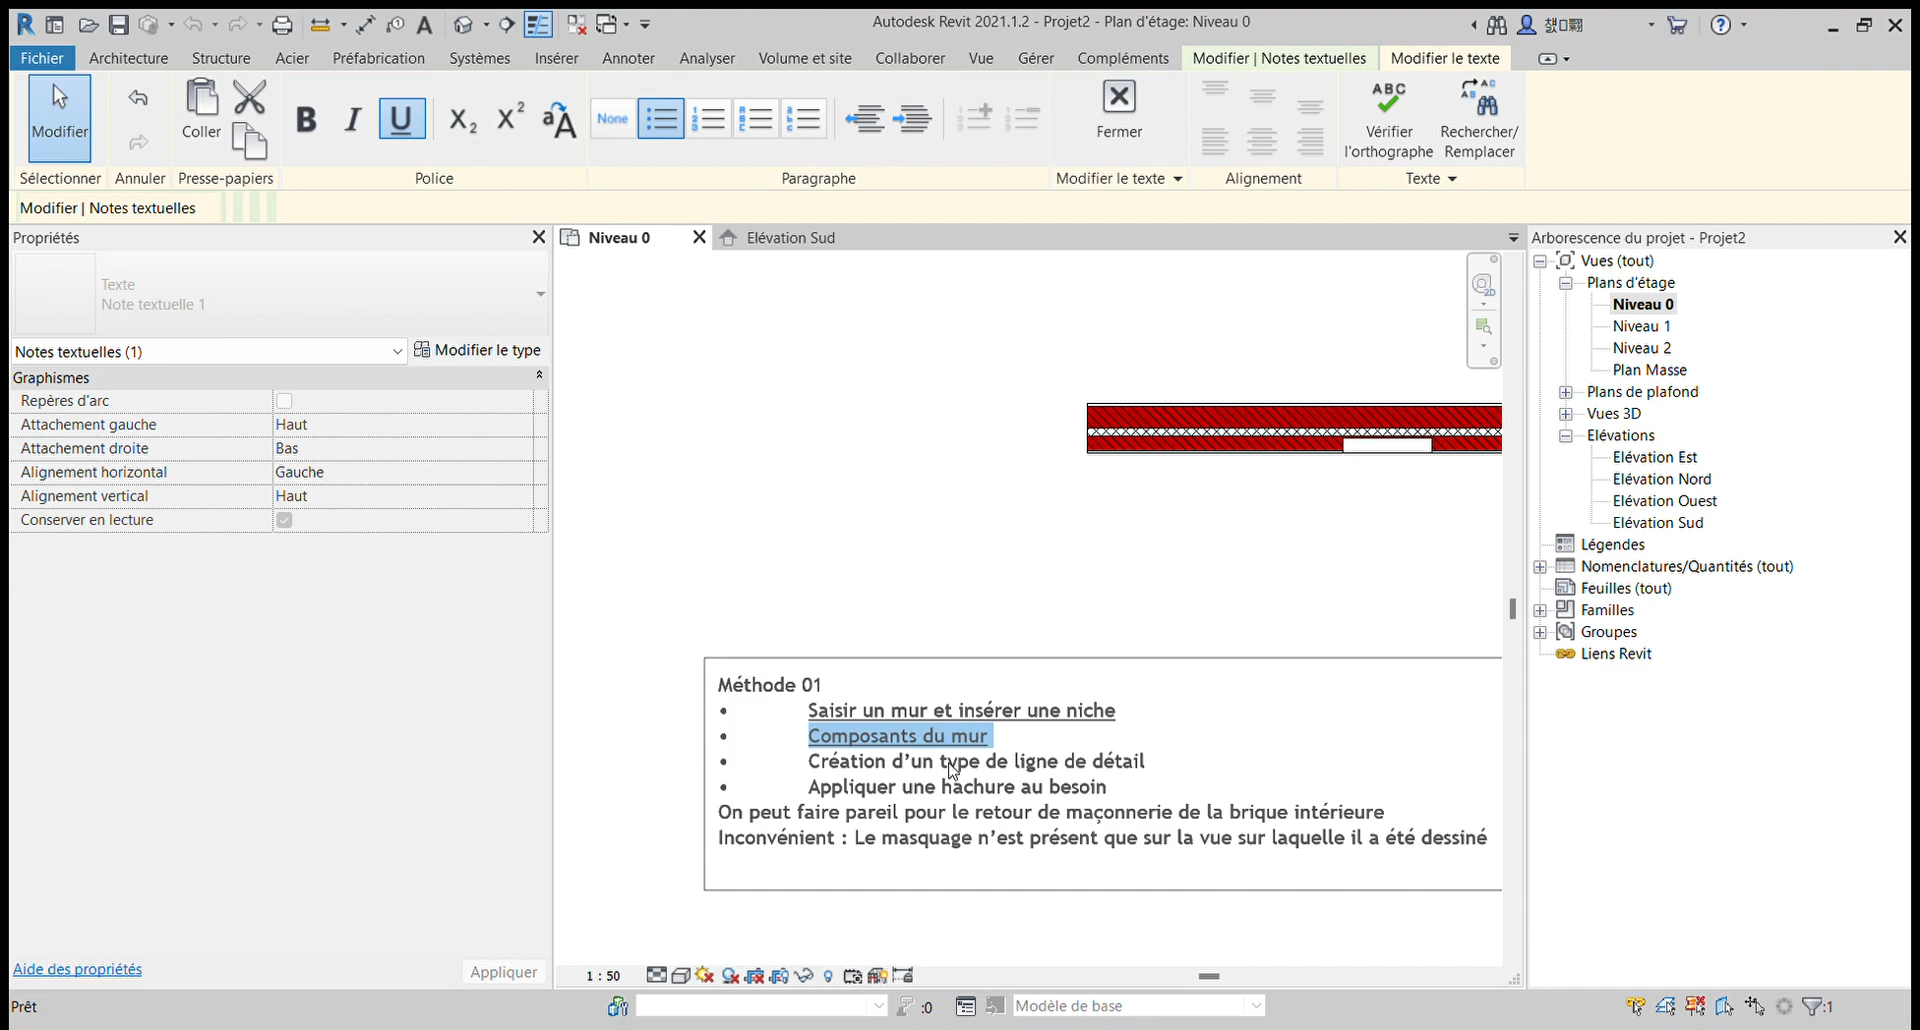 Autodesk Revit 2021.1.2 - Projet2 - Plan d'étage: Niveau 0
Fichier Architecture Structure Acier Préfabrication Systèmes Insérer Annoter Analyser Volume et site Collaborer Vue Gérer Compléments Modifier | Notes textuelles Modifier le texte
Modifier
Coller
None
Fermer
ABC
Vérifier l'orthographe
Rechercher/ Remplacer
Sélectionner Annuler Presse-papiers Police Paragraphe Modifier le texte Alignement Texte
Modifier | Notes textuelles
Propriétés
Texte
Note textuelle 1
Notes textuelles (1)
Modifier le type
Graphismes
Repères d'arc
Attachement gauche Haut
Attachement droite Bas
Alignement horizontal Gauche
Alignement vertical Haut
Conserver en lecture
Aide des propriétés
Appliquer
Prêt
Niveau 0
Elévation Sud
2D
Méthode 01
• Saisir un mur et insérer une niche
• Composants du mur
• Création d’un type de ligne de détail
• Appliquer une hachure au besoin
On peut faire pareil pour le retour de maçonnerie de la brique intérieure
Inconvénient : Le masquage n’est présent que sur la vue sur laquelle il a été dessiné
1 : 50
:0
Modèle de base
Arborescence du projet - Projet2
Vues (tout)
Plans d'étage
Niveau 0
Niveau 1
Niveau 2
Plan Masse
Plans de plafond
Vues 3D
Elévations
Elévation Est
Elévation Nord
Elévation Ouest
Elévation Sud
Légendes
Nomenclatures/Quantités (tout)
Feuilles (tout)
Familles
Groupes
Liens Revit
:1